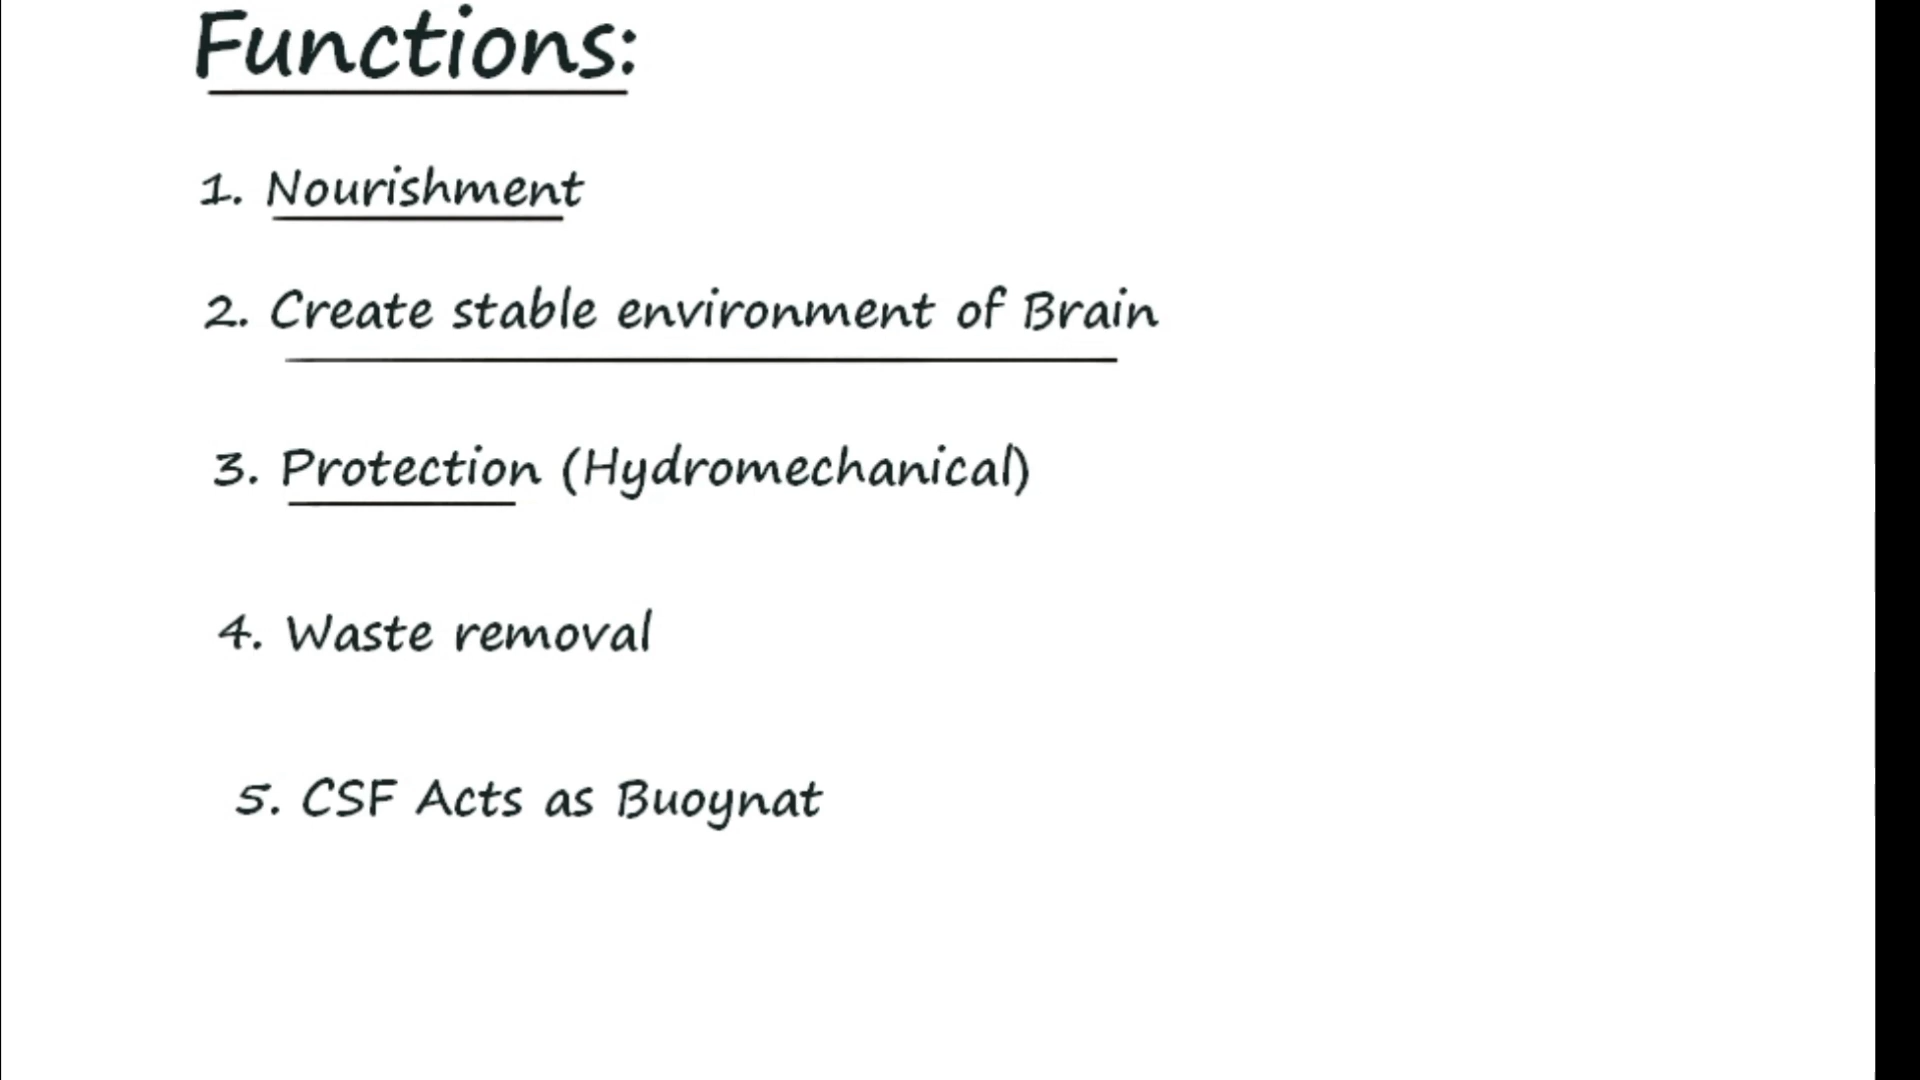 Functions:
1. Nourishment
2. Create stable environment of Brain
3. Protection (Hydromechanical)
4. Waste removal
5. CSF Acts as Buoynat